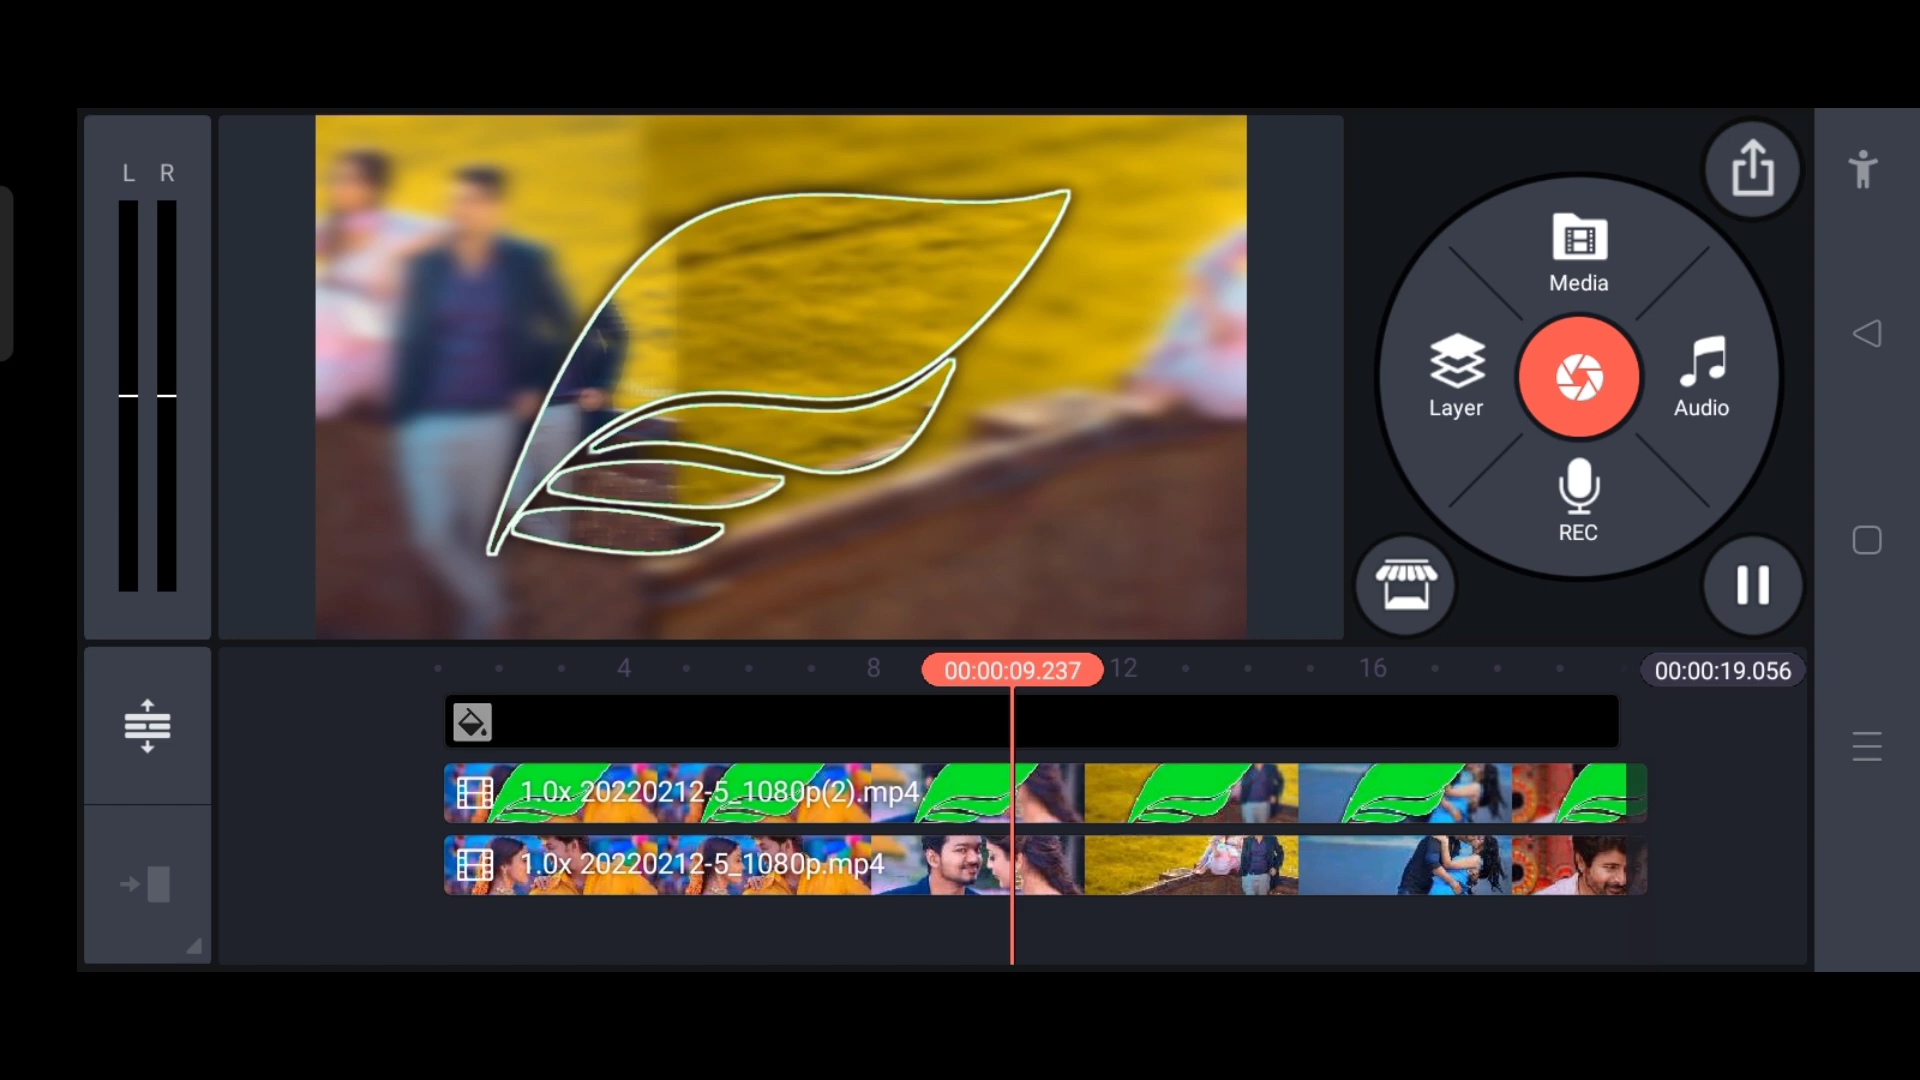 L R
Media
Layer
Audio
REC
4 8 00:00:09.237 12 16 00:00:19.056
1.0x 20220212-5_1080p(2).mp4
1.0x 20220212-5_1080p.mp4